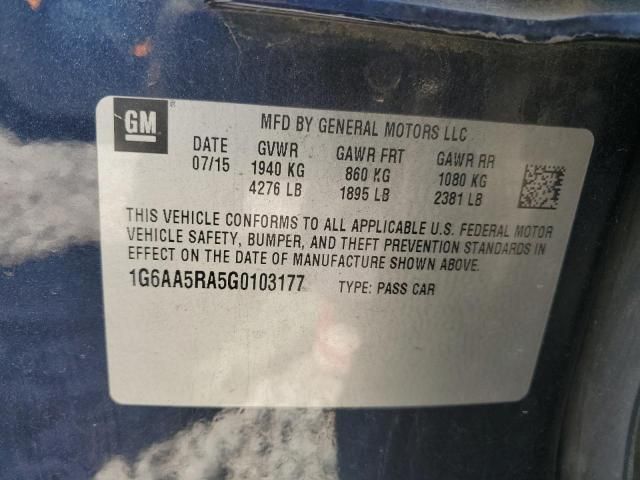 GM
®
MFD BY GENERAL MOTORS LLC
DATE GVWR GAWR FRT GAWR RR
07/15 1940 KG 860 KG 1080 KG
4276 LB 1895 LB 2381 LB
THIS VEHICLE CONFORMS TO ALL APPLICABLE U.S. FEDERAL MOTOR
VEHICLE SAFETY, BUMPER, AND THEFT PREVENTION STANDARDS IN
EFFECT ON THE DATE OF MANUFACTURE SHOWN ABOVE.
1G6AA5RA5G0103177 TYPE: PASS CAR